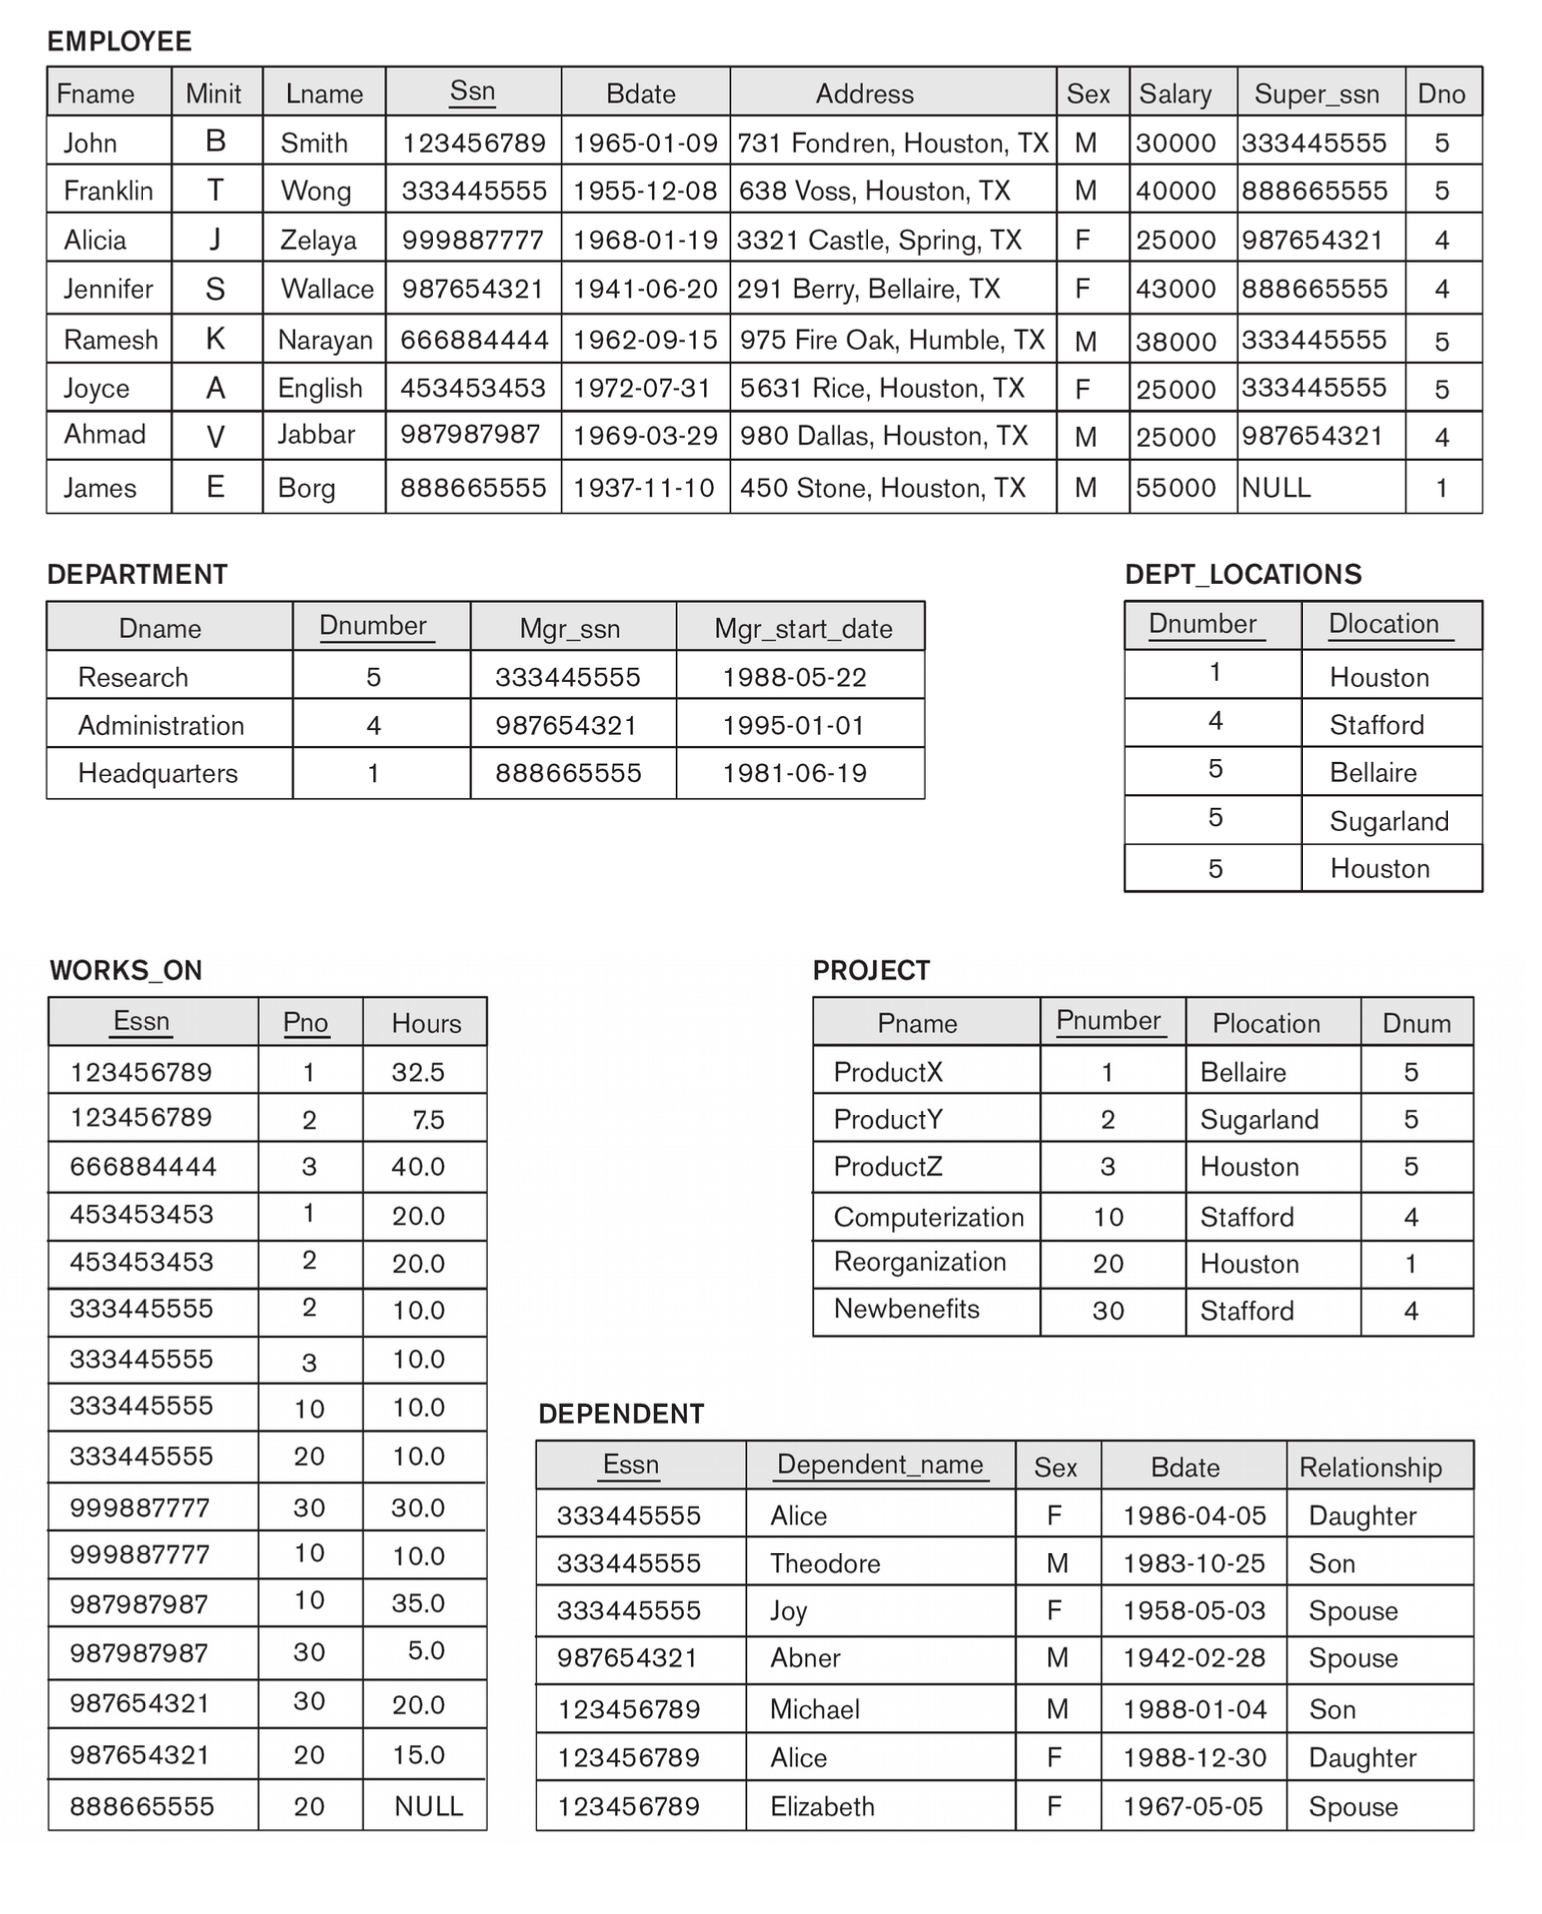 EMPLOYEE
Fname Minit Lname Ssn Bdate Address Sex Salary Super_ssn Dno
John B Smith 123456789 1965-01-09 731 Fondren, Houston, TX M 30000 333445555 5
Franklin T Wong 333445555 1955-12-08 638 Voss, Houston, TX M 40000 888665555 5
Alicia J Zelaya 999887777 1968-01-19 3321 Castle, Spring, TX F 25000 987654321 4
Jennifer S Wallace 987654321 1941-06-20 291 Berry, Bellaire, TX F 43000 888665555 4
Ramesh K Narayan 666884444 1962-09-15 975 Fire Oak, Humble, TX M 38000 333445555 5
Joyce A English 453453453 1972-07-31 5631 Rice, Houston, TX F 25000 333445555 5
Ahmad V Jabbar 987987987 1969-03-29 980 Dallas, Houston, TX M 25000 987654321 4
James E Borg 888665555 1937-11-10 450 Stone, Houston, TX M 55000 NULL 1
DEPARTMENT
Dname Dnumber Mgr_ssn Mgr_start_date
Research 5 333445555 1988-05-22
Administration 4 987654321 1995-01-01
Headquarters 1 888665555 1981-06-19
DEPT_LOCATIONS
Dnumber Dlocation
1 Houston
4 Stafford
5 Bellaire
5 Sugarland
5 Houston
WORKS_ON
Essn Pno Hours
123456789 1 32.5
123456789 2 7.5
666884444 3 40.0
453453453 1 20.0
453453453 2 20.0
333445555 2 10.0
333445555 3 10.0
333445555 10 10.0
333445555 20 10.0
999887777 30 30.0
999887777 10 10.0
987987987 10 35.0
987987987 30 5.0
987654321 30 20.0
987654321 20 15.0
888665555 20 NULL
PROJECT
Pname Pnumber Plocation Dnum
ProductX 1 Bellaire 5
ProductY 2 Sugarland 5
ProductZ 3 Houston 5
Computerization 10 Stafford 4
Reorganization 20 Houston 1
Newbenefits 30 Stafford 4
DEPENDENT
Essn Dependent_name Sex Bdate Relationship
333445555 Alice F 1986-04-05 Daughter
333445555 Theodore M 1983-10-25 Son
333445555 Joy F 1958-05-03 Spouse
987654321 Abner M 1942-02-28 Spouse
123456789 Michael M 1988-01-04 Son
123456789 Alice F 1988-12-30 Daughter
123456789 Elizabeth F 1967-05-05 Spouse